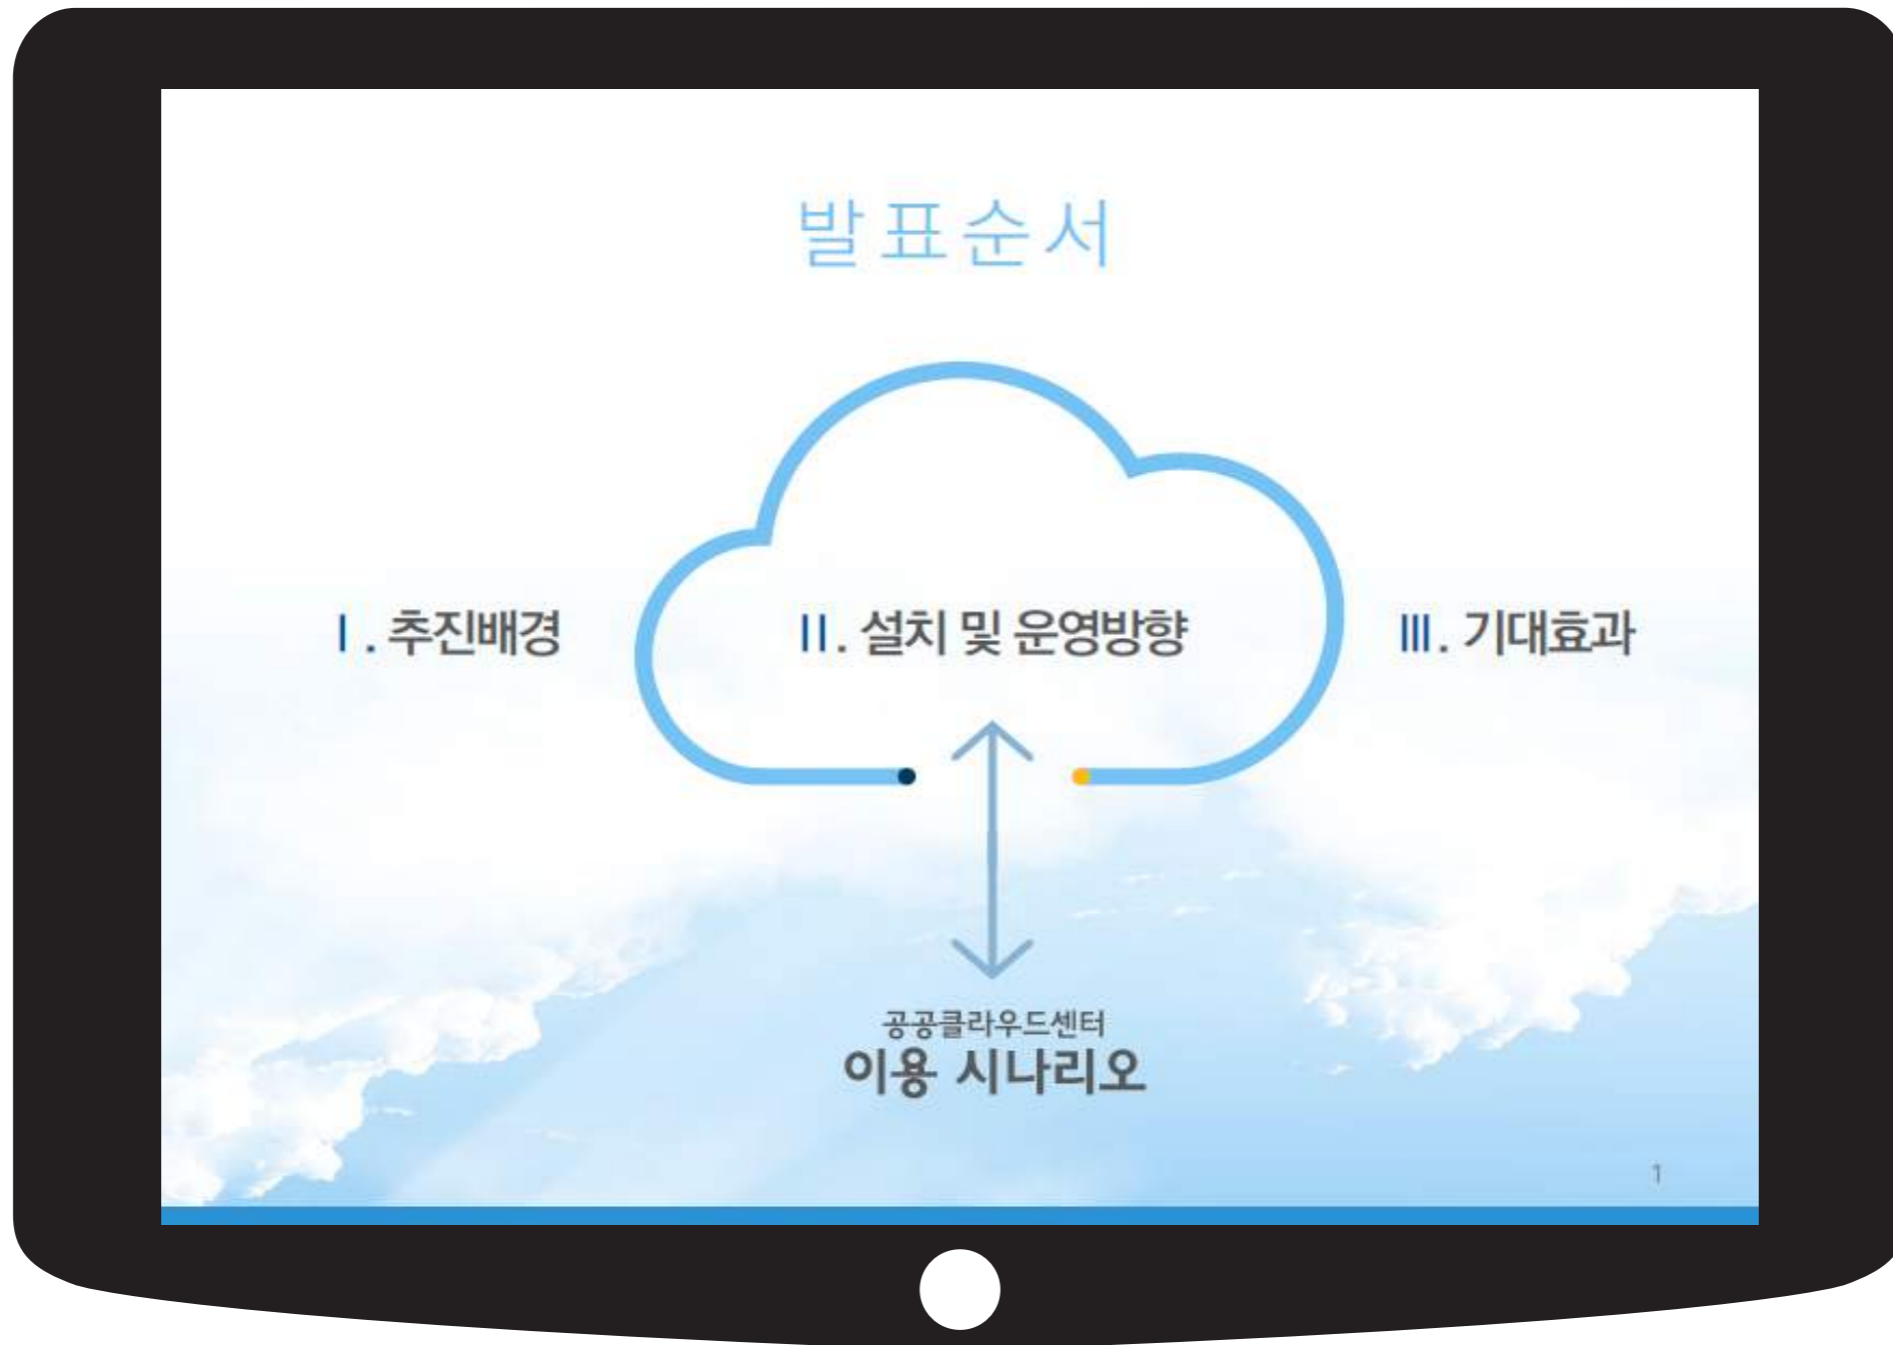 발표순서
Ⅰ. 추진배경
Ⅱ. 설치 및 운영방향
Ⅲ. 기대효과
공공클라우드센터
이용 시나리오
1